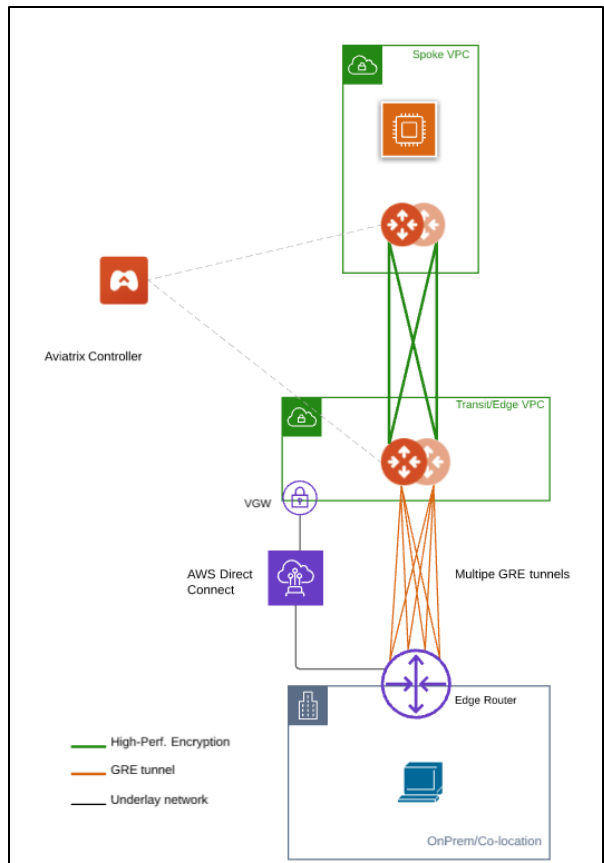 Spoke VPC
Aviatrix Controller
Transit/Edge VPC
VGW
AWS Direct
Connect
Multipe GRE tunnels
Edge Router
High-Perf. Encryption
GRE tunnel
Underlay network
OnPrem/Co-location